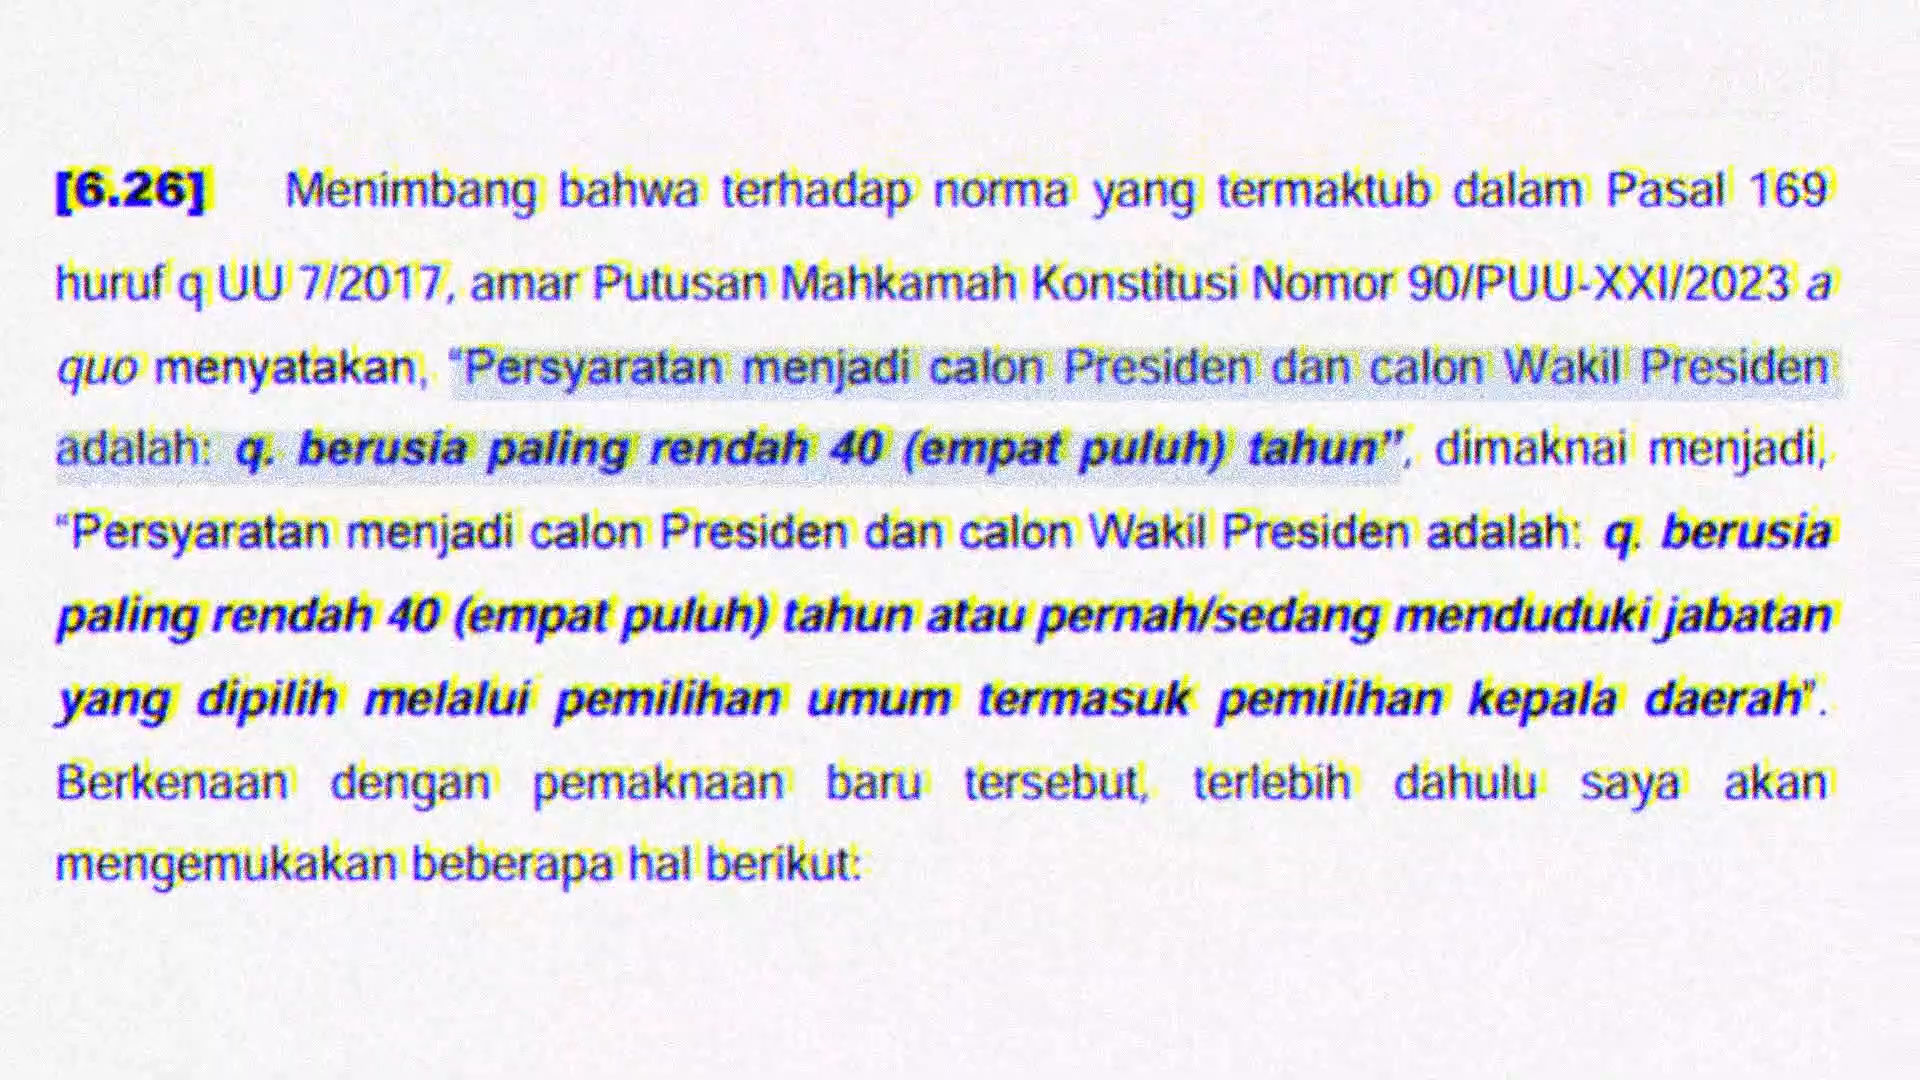 [6.26] Menimbang bahwa terhadap norma yang termaktub dalam Pasal 169
huruf q UU 7/2017, amar Putusan Mahkamah Konstitusi Nomor 90/PUU-XXI/2023 a
quo menyatakan, “Persyaratan menjadi calon Presiden dan calon Wakil Presiden
adalah: q. berusia paling rendah 40 (empat puluh) tahun”, dimaknai menjadi,
“Persyaratan menjadi calon Presiden dan calon Wakil Presiden adalah: q. berusia
paling rendah 40 (empat puluh) tahun atau pernah/sedang menduduki jabatan
yang dipilih melalui pemilihan umum termasuk pemilihan kepala daerah”.
Berkenaan dengan pemaknaan baru tersebut, terlebih dahulu saya akan
mengemukakan beberapa hal berikut: